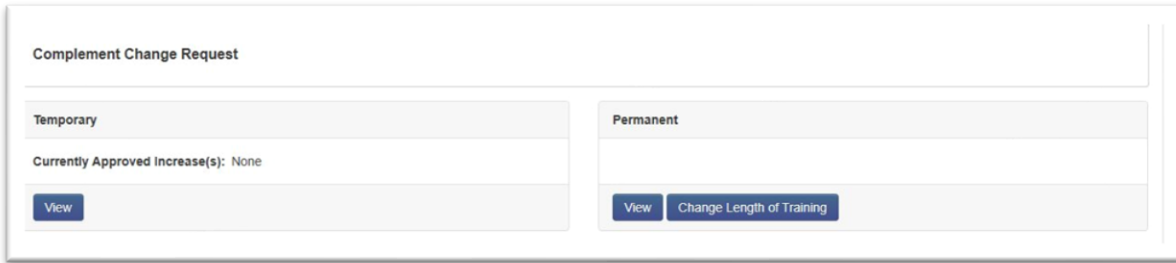 Complement Change Request
Temporary
Currently Approved Increase(s): None
View
Permanent
View Change Length of Training